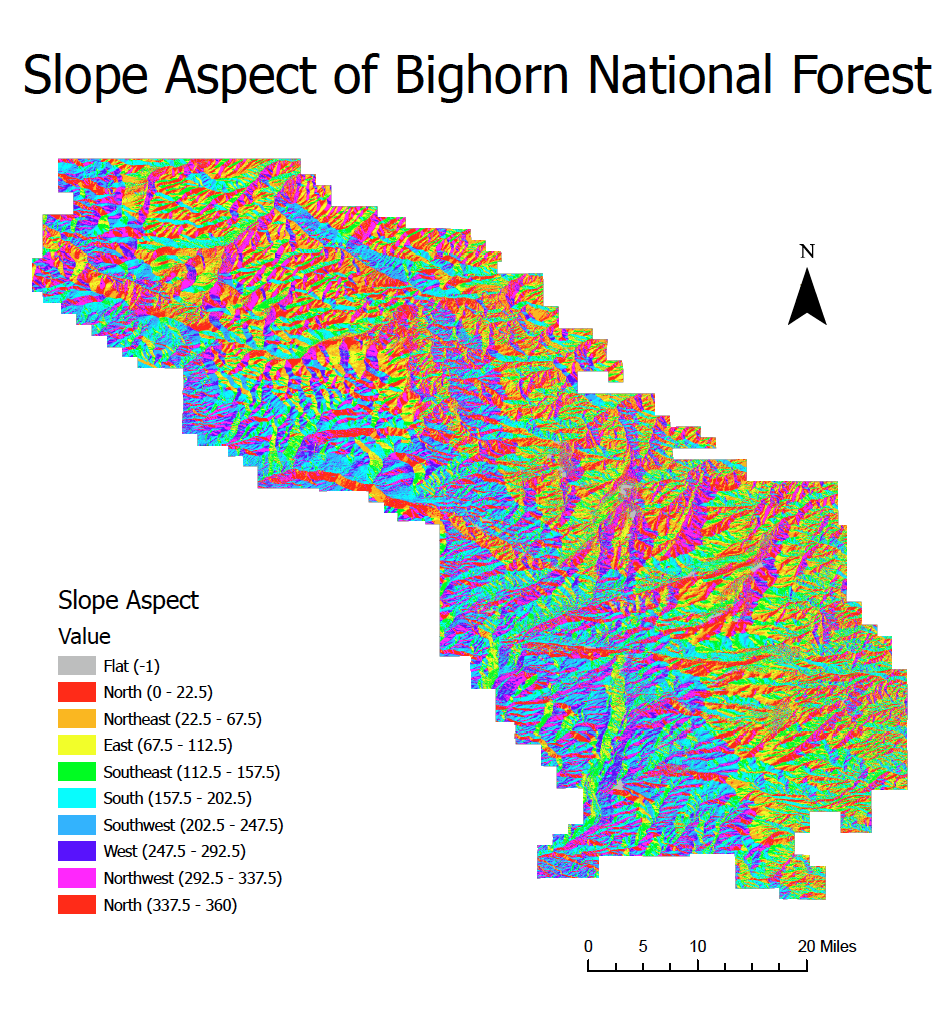 Slope Aspect of Bighorn National Forest
N
Slope Aspect
Value
Flat (-1)
North (0 - 22.5)
Northeast (22.5 - 67.5)
East (67.5 - 112.5)
Southeast (112.5 - 157.5)
South (157.5 - 202.5)
Southwest (202.5 - 247.5)
West (247.5 - 292.5)
Northwest (292.5 - 337.5)
North (337.5 - 360)
0 5 10 20 Miles